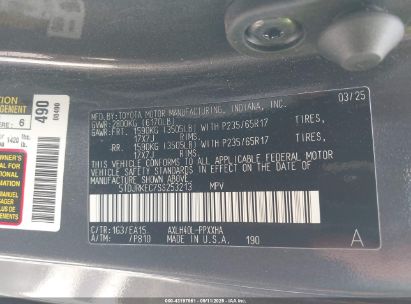 MFD.BY:TOYOTA MOTOR MANUFACTURING, INDIANA, INC.
03/25
GVWR:2800KG (6170LB)
GAWR:FRT. 1590KG (3505LB) WITH P235/65R17 TIRES,
17X7J
RR. 1590KG (3505LB) WITH P235/65R17 TIRES,
17X7J
THIS VEHICLE CONFORMS TO ALL APPLICABLE FEDERAL MOTOR
VEHICLE SAFETY STANDARDS IN EFFECT ON THE DATE OF
MANUFACTURE SHOWN ABOVE.
5TDJRKEC7SS253213 MPV
C/TR:1G3/EA15 AXLH40L-PPXXHA
A/TM: /P810 MADE IN U.S.A. 190
A
6
490